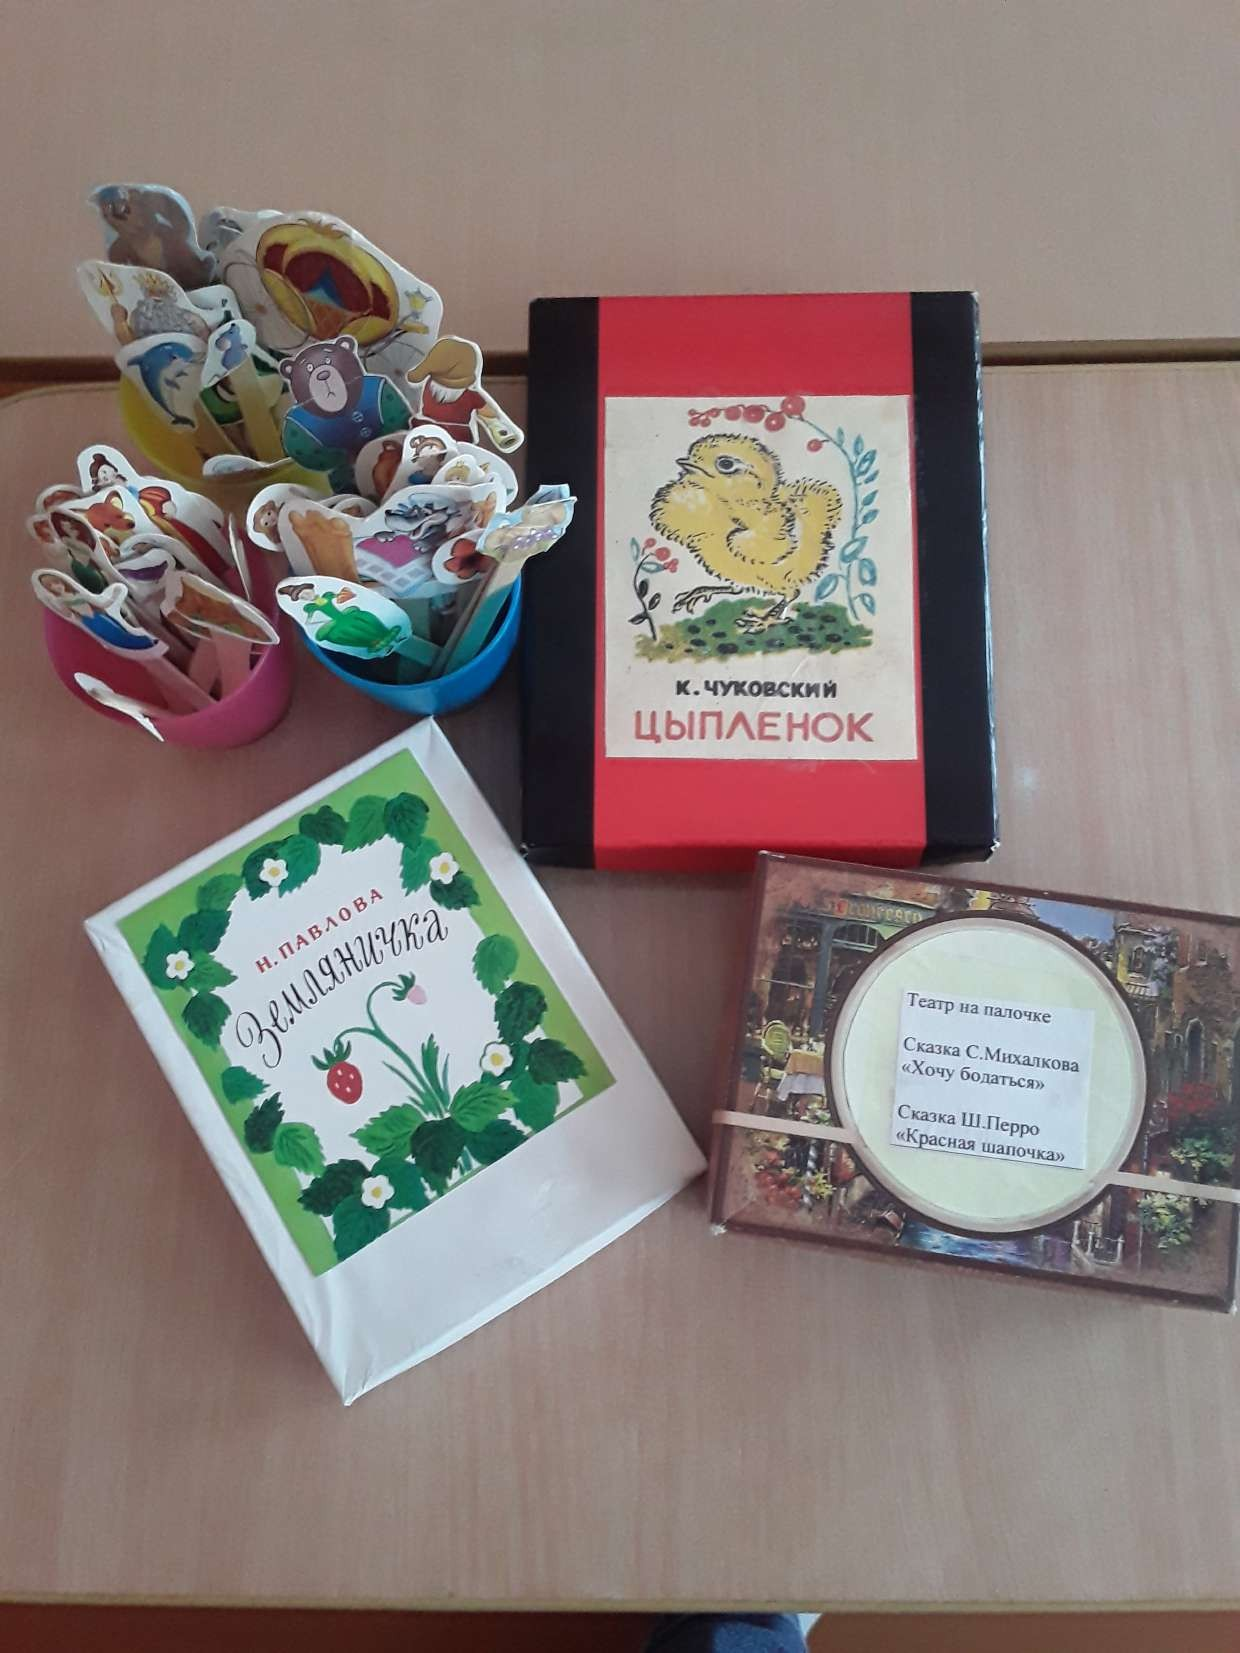 К. ЧУКОВСКИЙ
ЦЫПЛЕНОК
Н. ПАВЛОВА
Земляничка
Театр на палочке
Сказка С.Михалкова
«Хочу бодаться»
Сказка Ш.Перро
«Красная шапочка»